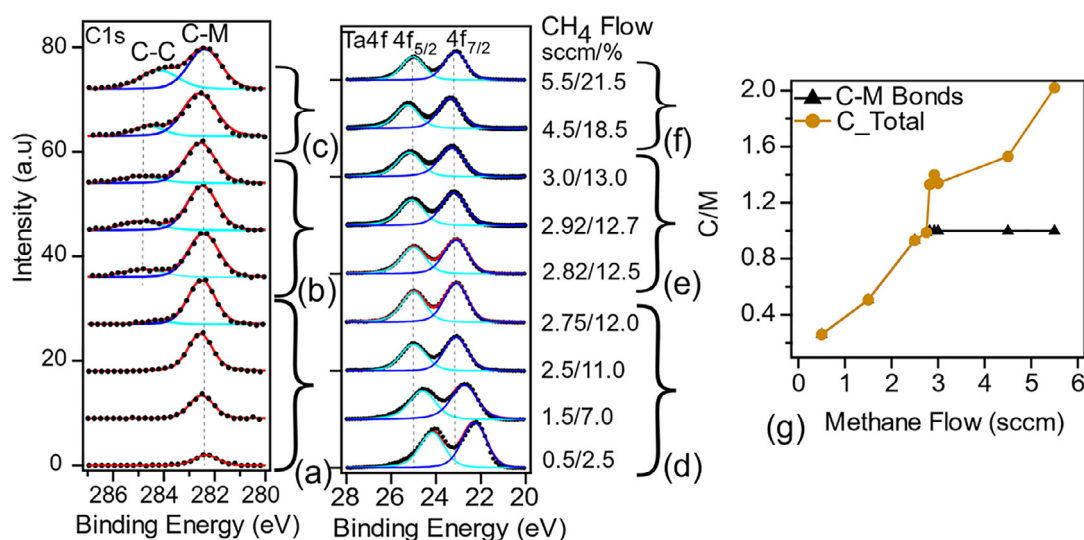 C1s
C-C
C-M
80
60
40
20
0
Intensity (a.u)
286 284 282 280
Binding Energy (eV)
(a)
(b)
(c)
Ta4f 4f5/2 4f7/2
28 26 24 22 20
Binding Energy (eV)
CH4 Flow
sccm/%
5.5/21.5
4.5/18.5
3.0/13.0
2.92/12.7
2.82/12.5
2.75/12.0
2.5/11.0
1.5/7.0
0.5/2.5
(f)
(e)
(d)
C-M Bonds
C_Total
2.0
1.6
1.2
0.8
0.4
C/M
0 1 2 3 4 5 6
Methane Flow (sccm)
(g)